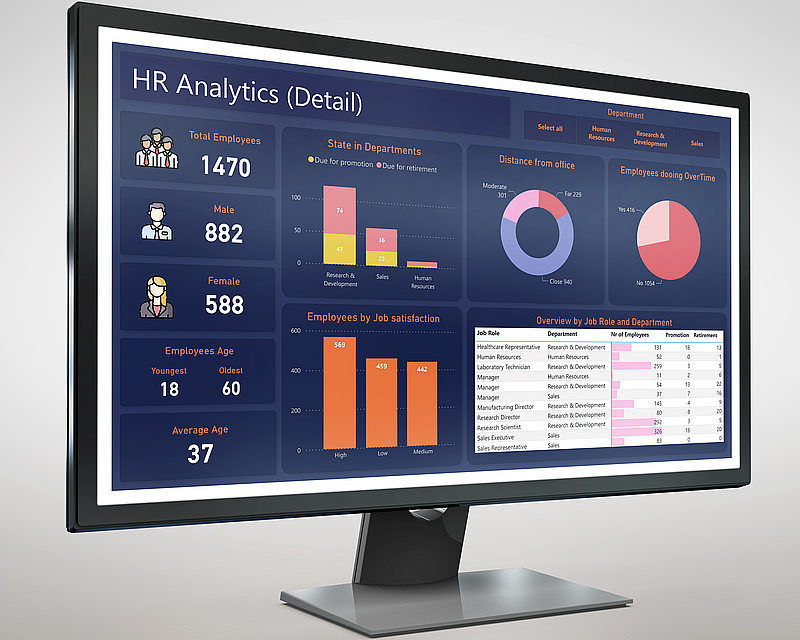 HR Analytics (Detail)
Department
Select all
Human
Resources
Research &
Development
Sales
Total Employees
1470
Male
882
Female
588
Employees Age
Youngest
Oldest
18
60
Average Age
37
State in Departments
Due for promotion Due for retirement
100
50
0
74
47
36
23
Research &
Development
Sales
Human
Resources
Distance from office
Moderate
301
Far 229
Close 940
Employees dooing OverTime
Yes 416
No 1054
Employees by Job satisfaction
600
400
200
0
569
459
442
High
Low
Medium
Overview by Job Role and Department
Job Role Department Nr of Employees Promotion Retirement
Healthcare Representative Research & Development 131 16 13
Human Resources Human Resources 52 0 1
Laboratory Technician Research & Development 259 3 5
Manager Human Resources 11 2 6
Manager Research & Development 54 13 22
Manager Sales 37 7 16
Manufacturing Director Research & Development 145 4 9
Research Director Research & Development 80 8 20
Research Scientist Research & Development 292 3 5
Sales Executive Sales 326 16 20
Sales Representative Sales 83 0 0